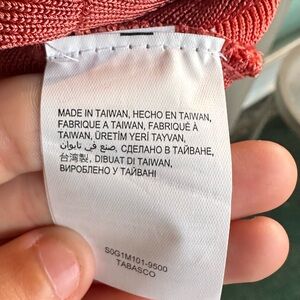 MADE IN TAIWAN, HECHO EN TAIWAN,
FABRIQUE A TAIWAN, FABRIQUÉ À
TAIWAN, ÜRETIM YERİ TAYVAN,
صنع في تايوان, СДЕЛАНО В ТАЙВАНЕ,
台湾製, DIBUAT DI TAIWAN,
ВИРОБЛЕНО У ТАЙВАНІ
S0G1M101-9500
TABASCO